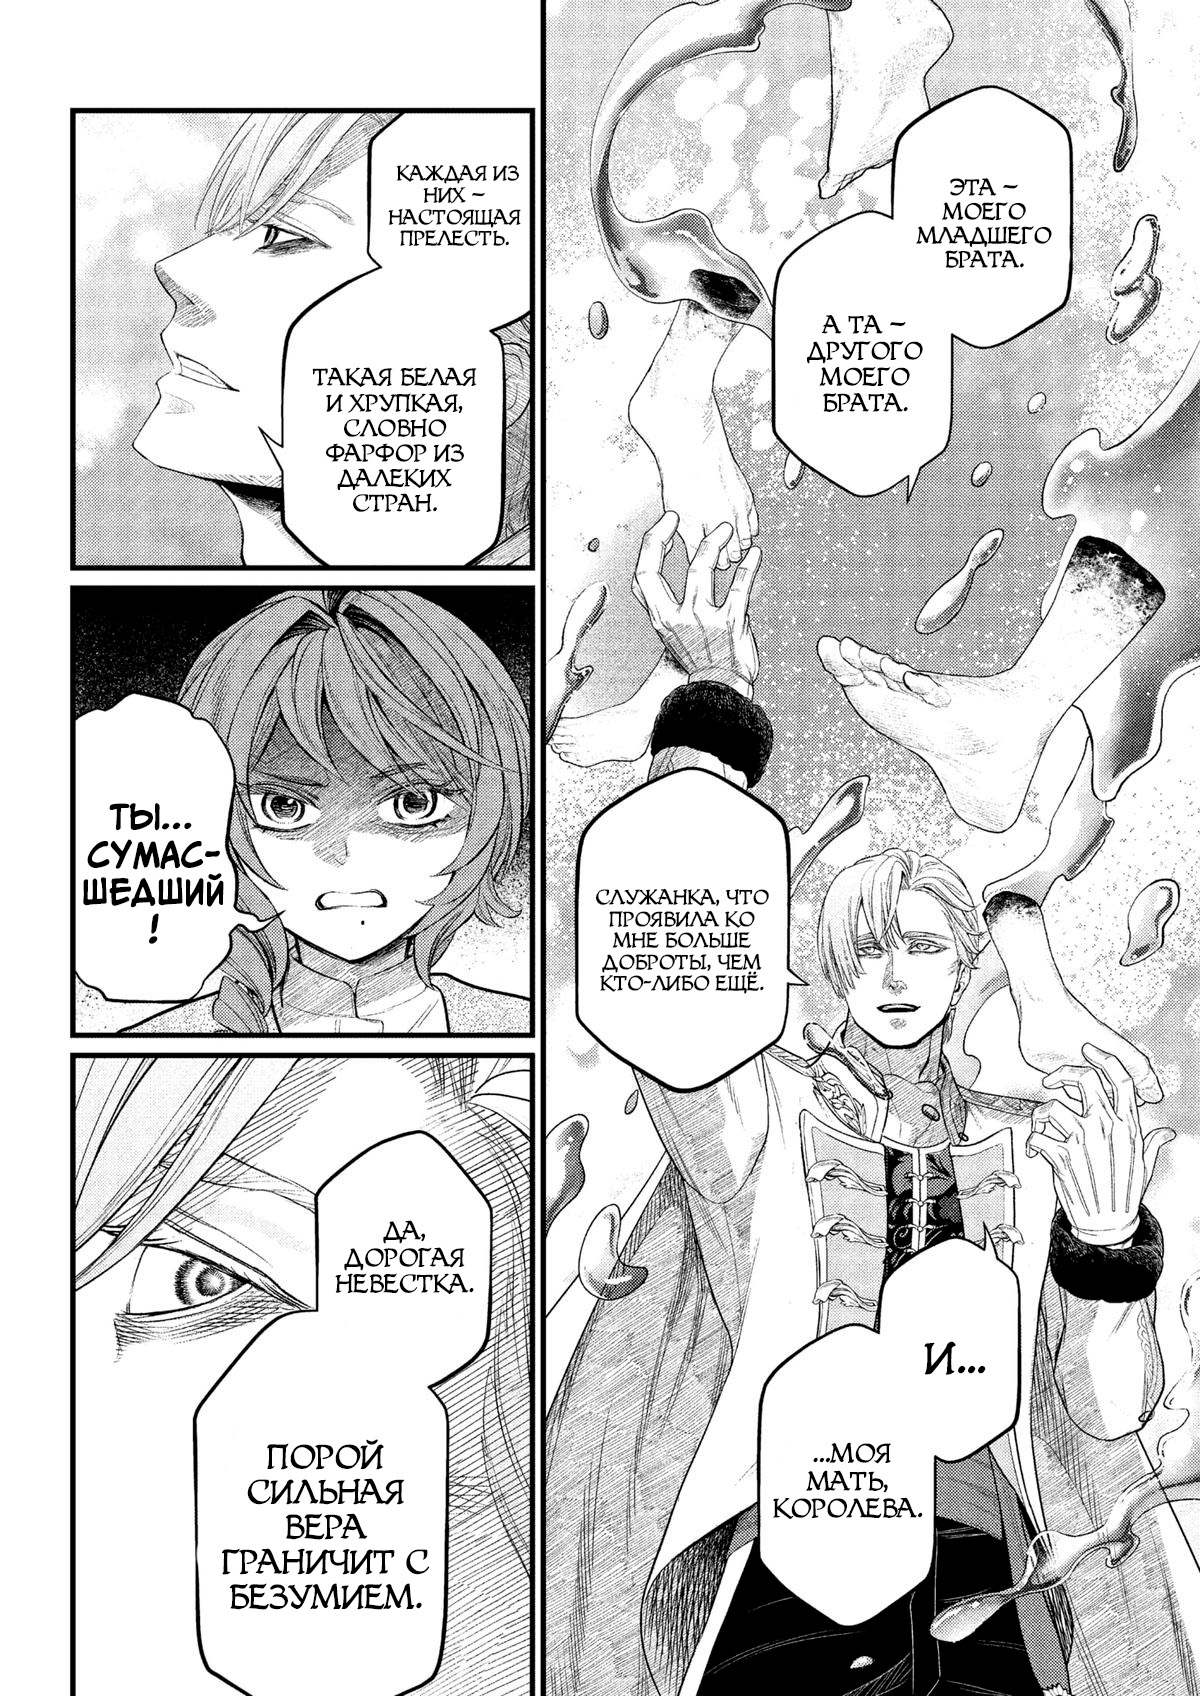 ЭТА –
МОЕГО
МЛАДШЕГО
БРАТА.
А ТА –
ДРУГОГО
МОЕГО
БРАТА.
СЛУЖАНКА, ЧТО
ПРОЯВИЛА КО
МНЕ БОЛЬШЕ
ДОБРОТЫ, ЧЕМ
КТО-ЛИБО ЕЩЁ.
И...
...МОЯ
МАТЬ,
КОРОЛЕВА.
КАЖДАЯ ИЗ
НИХ –
НАСТОЯЩАЯ
ПРЕЛЕСТЬ.
ТАКАЯ БЕЛАЯ
И ХРУПКАЯ,
СЛОВНО
ФАРФОР ИЗ
ДАЛЕКИХ
СТРАН.
ТЫ...
СУМАС-
ШЕДШИЙ
!
ДА,
ДОРОГАЯ
НЕВЕСТКА.
ПОРОЙ
СИЛЬНАЯ
ВЕРА
ГРАНИЧИТ С
БЕЗУМИЕМ.